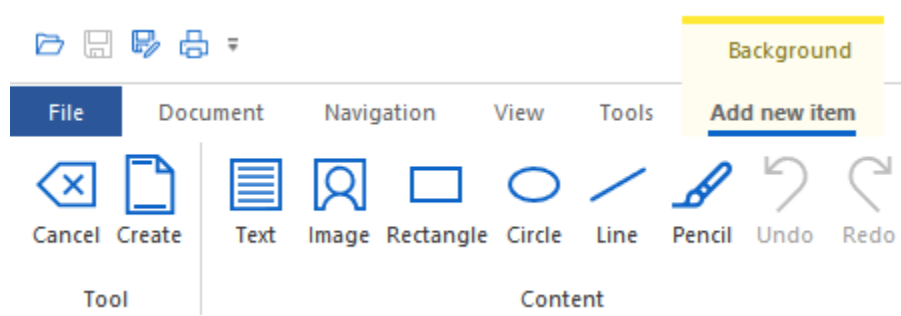 Background
File Document Navigation View Tools Add new item
Cancel Create Text Image Rectangle Circle Line Pencil Undo Redo
Tool Content